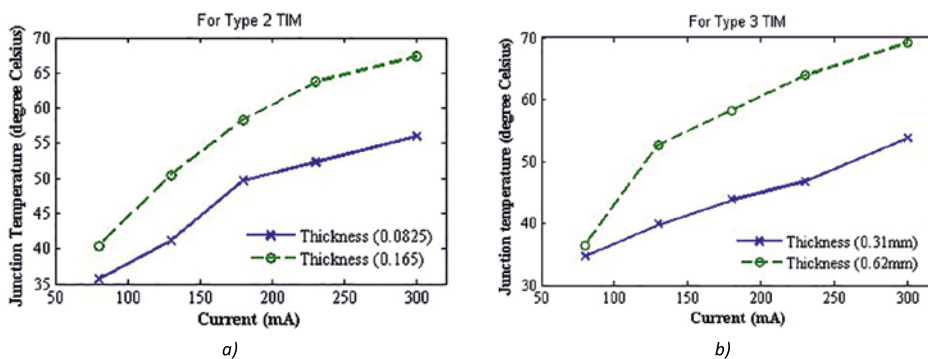 For Type 2 TIM
70
65
60
55
50
45
40
35
50
100
150
200
250
300
Junction Temperature (degree Celsius)
Current (mA)
Thickness (0.0825)
Thickness (0.165)
a)
For Type 3 TIM
70
60
50
40
30
50
100
150
200
250
300
Junction temperature (degree Celsius)
Current (mA)
Thickness (0.31mm)
Thickness (0.62mm)
b)